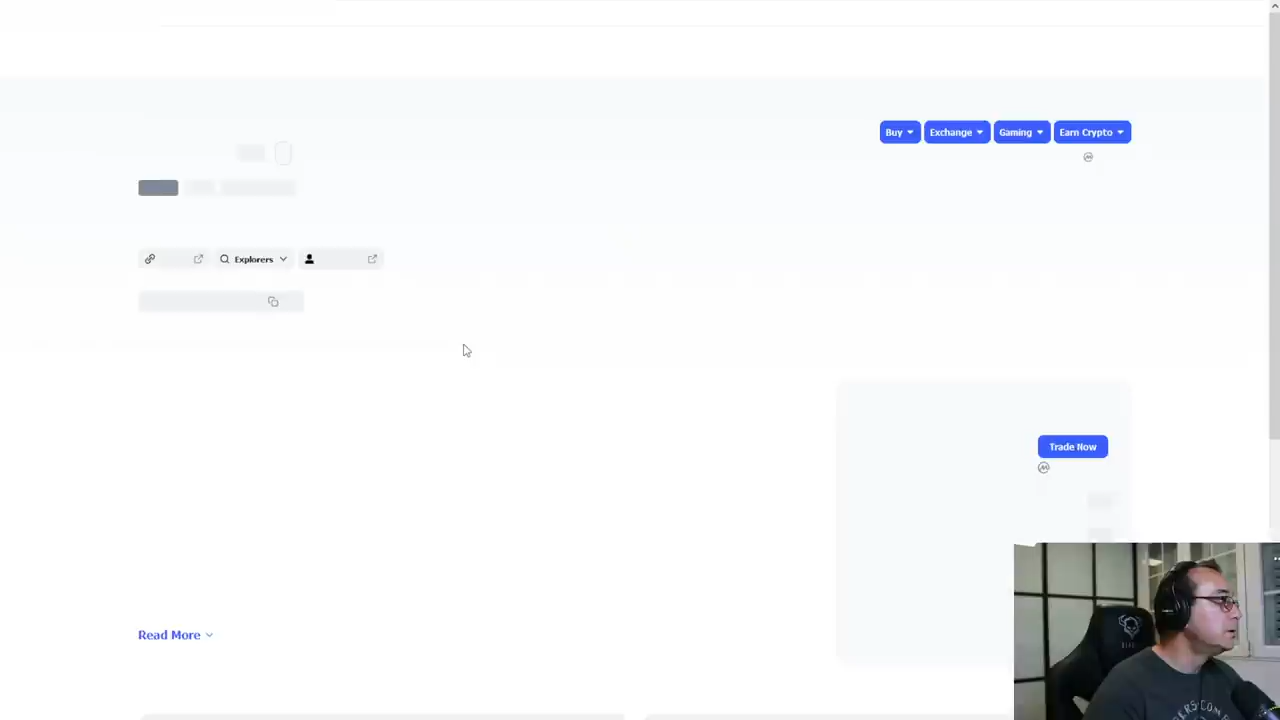 Buy
Exchange
Gaming
Earn Crypto
Explorers
Trade Now
Read More